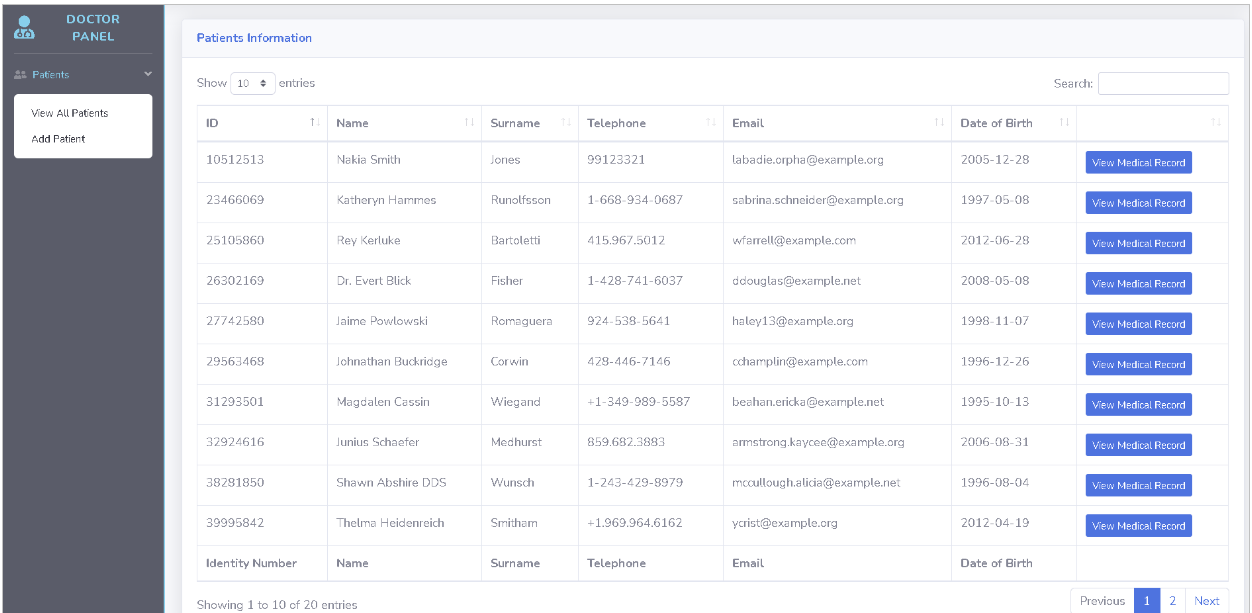 DOCTOR
PANEL
Patients
View All Patients
Add Patient
Patients Information
Show 10 entries
Search:
ID Name Surname Telephone Email Date of Birth
10512513 Nakia Smith Jones 99123321 labadie.orpha@example.org 2005-12-28 View Medical Record
23466069 Katheryn Hammes Runolfsson 1-668-934-0687 sabrina.schneider@example.org 1997-05-08 View Medical Record
25105860 Rey Kerluke Bartoletti 415.967.5012 wfarrell@example.com 2012-06-28 View Medical Record
26302169 Dr. Evert Blick Fisher 1-428-741-6037 ddouglas@example.net 2008-05-08 View Medical Record
27742580 Jaime Powlowski Romaguera 924-538-5641 haley13@example.org 1998-11-07 View Medical Record
29563468 Johnathan Buckridge Corwin 428-446-7146 cchamplin@example.com 1996-12-26 View Medical Record
31293501 Magdalen Cassin Wiegand +1-349-989-5587 beahan.ericka@example.net 1995-10-13 View Medical Record
32924616 Junius Schaefer Medhurst 859.682.3883 armstrong.kaycee@example.org 2006-08-31 View Medical Record
38281850 Shawn Abshire DDS Wunsch 1-243-429-8979 mccullough.alicia@example.net 1996-08-04 View Medical Record
39995842 Thelma Heidenreich Smitham +1.969.964.6162 ycrist@example.org 2012-04-19 View Medical Record
Identity Number Name Surname Telephone Email Date of Birth
Showing 1 to 10 of 20 entries
Previous 1 2 Next